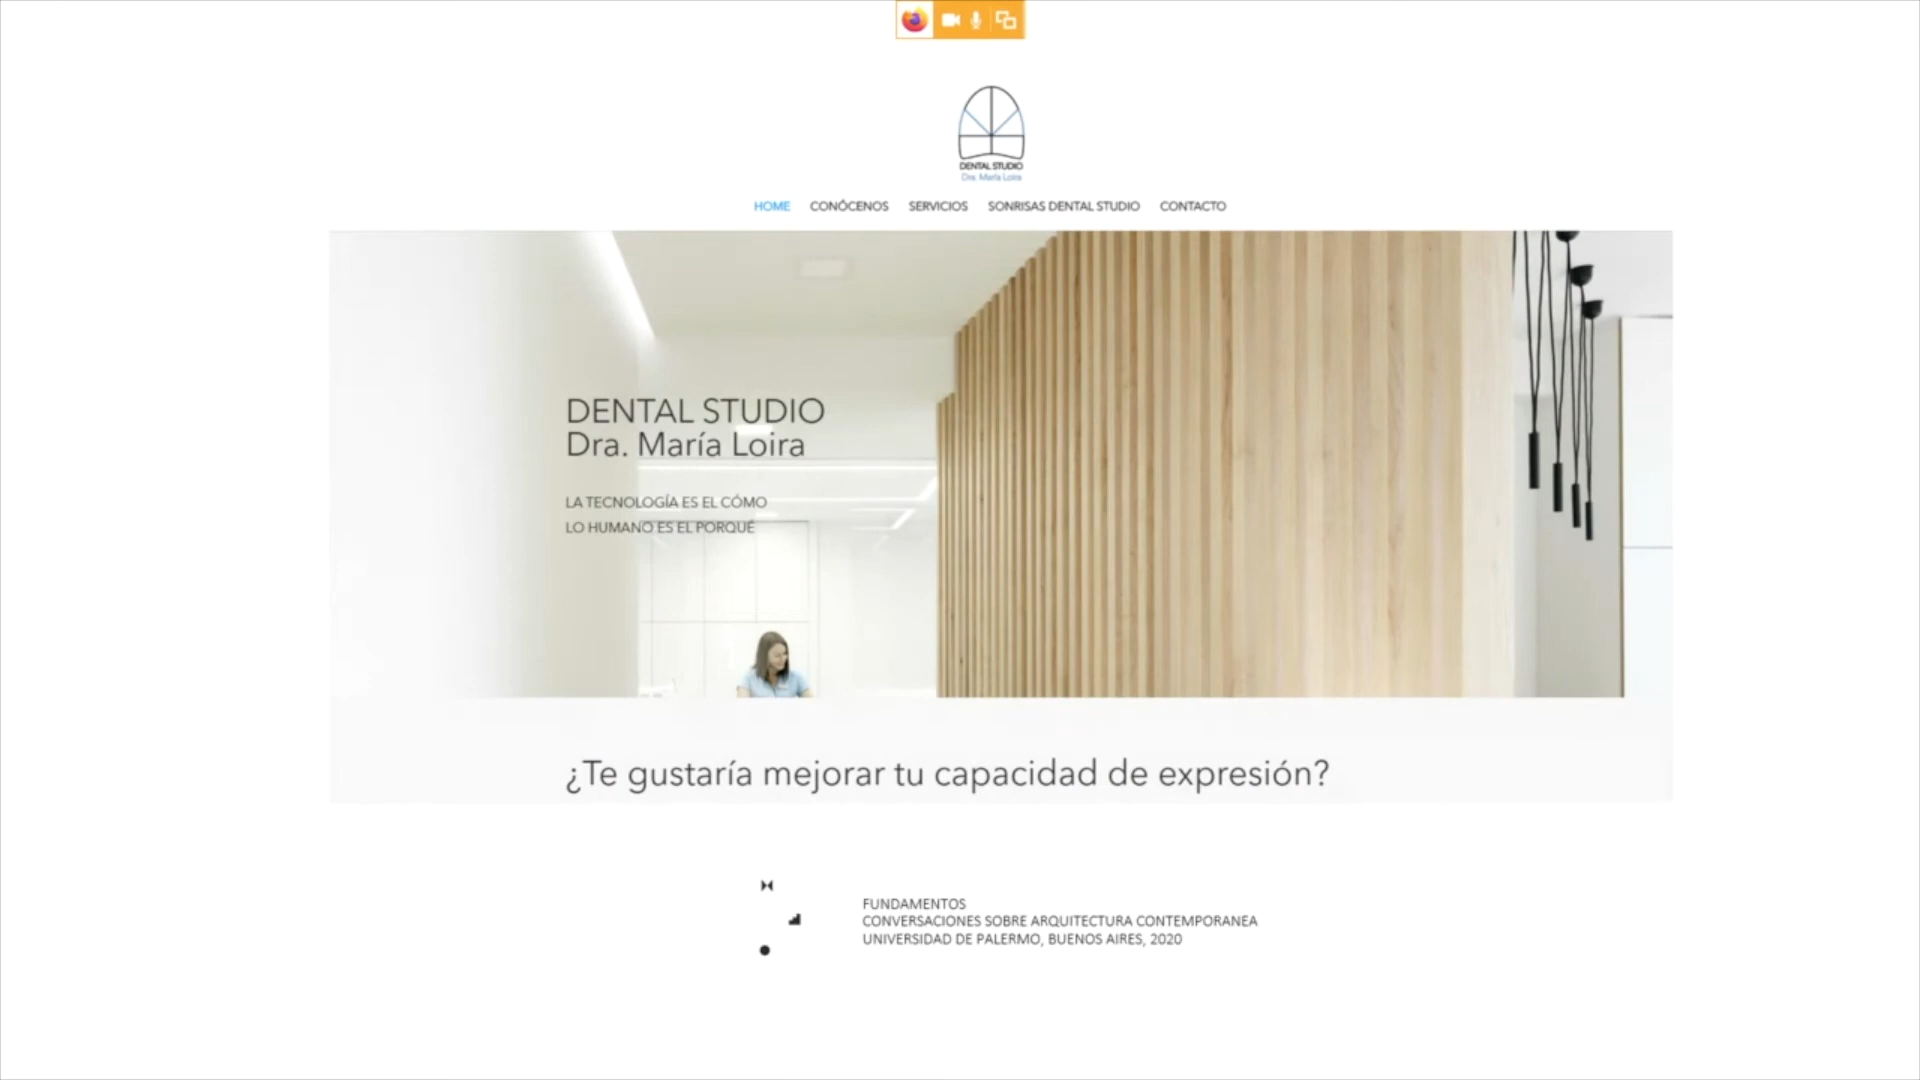 DENTAL STUDIO
Dra. María Loira
HOME CONÓCENOS SERVICIOS SONRISAS DENTAL STUDIO CONTACTO
DENTAL STUDIO
Dra. María Loira
LA TECNOLOGÍA ES EL CÓMO
LO HUMANO ES EL PORQUÉ
¿Te gustaría mejorar tu capacidad de expresión?
FUNDAMENTOS
CONVERSACIONES SOBRE ARQUITECTURA CONTEMPORANEA
UNIVERSIDAD DE PALERMO, BUENOS AIRES, 2020